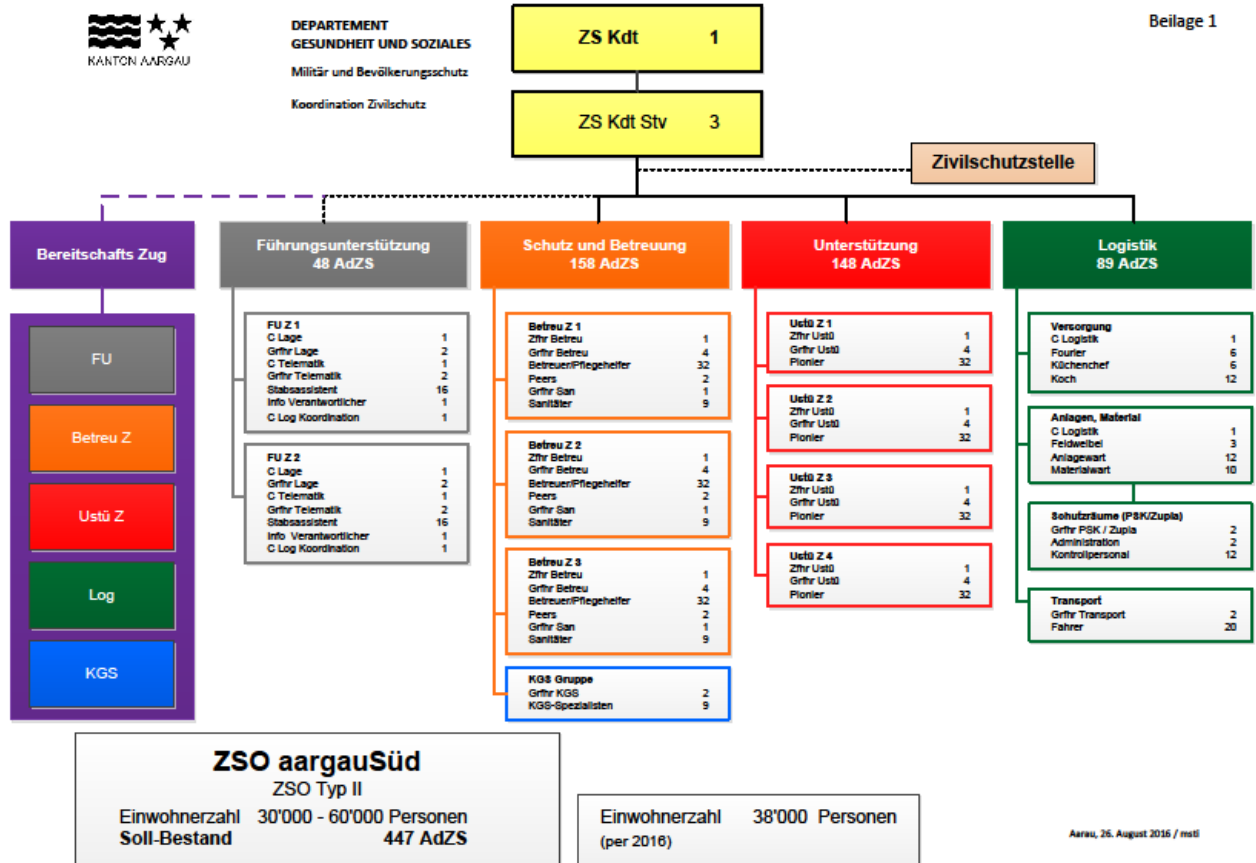 KANTON AARGAU
DEPARTEMENT
GESUNDHEIT UND SOZIALES
Militär und Bevölkerungsschutz
Koordination Zivilschutz
Beilage 1
ZS Kdt 1
ZS Kdt Stv 3
Zivilschutzstelle
Bereitschafts Zug
FU
Betreu Z
Ustü Z
Log
KGS
Führungsunterstützung
48 AdZS
FU Z 1
C Lage 1
Grfhr Lage 2
C Telematik 1
Grfhr Telematik 2
Stabsassistent 16
Info Verantwortlicher 1
C Log Koordination 1
FU Z 2
C Lage 1
Grfhr Lage 2
C Telematik 1
Grfhr Telematik 2
Stabsassistent 16
Info Verantwortlicher 1
C Log Koordination 1
Schutz und Betreuung
158 AdZS
Betreu Z 1
Zfhr Betreu 1
Grfhr Betreu 4
Betreuer/Pflegehelfer 32
Peers 2
Grfhr San 1
Sanitäter 9
Betreu Z 2
Zfhr Betreu 1
Grfhr Betreu 4
Betreuer/Pflegehelfer 32
Peers 2
Grfhr San 1
Sanitäter 9
Betreu Z 3
Zfhr Betreu 1
Grfhr Betreu 4
Betreuer/Pflegehelfer 32
Peers 2
Grfhr San 1
Sanitäter 9
KGS Gruppe
Grfhr KGS 2
KGS-Spezialisten 9
Unterstützung
148 AdZS
Ustü Z 1
Zfhr Ustü 1
Grfhr Ustü 4
Pionier 32
Ustü Z 2
Zfhr Ustü 1
Grfhr Ustü 4
Pionier 32
Ustü Z 3
Zfhr Ustü 1
Grfhr Ustü 4
Pionier 32
Ustü Z 4
Zfhr Ustü 1
Grfhr Ustü 4
Pionier 32
Logistik
89 AdZS
Versorgung
C Logistik 1
Fourier 6
Küchenchef 6
Koch 12
Anlagen, Material
C Logistik 1
Feldweibel 3
Anlagewart 12
Materialwart 10
Schutzräume (PSK/Zupla)
Grfhr PSK / Zupla 2
Administration 2
Kontrollpersonal 12
Transport
Grfhr Transport 2
Fahrer 20
ZSO aargauSüd
ZSO Typ II
Einwohnerzahl 30'000 - 60'000 Personen
Soll-Bestand 447 AdZS
Einwohnerzahl 38'000 Personen
(per 2016)
Aarau, 26. August 2016 / msti